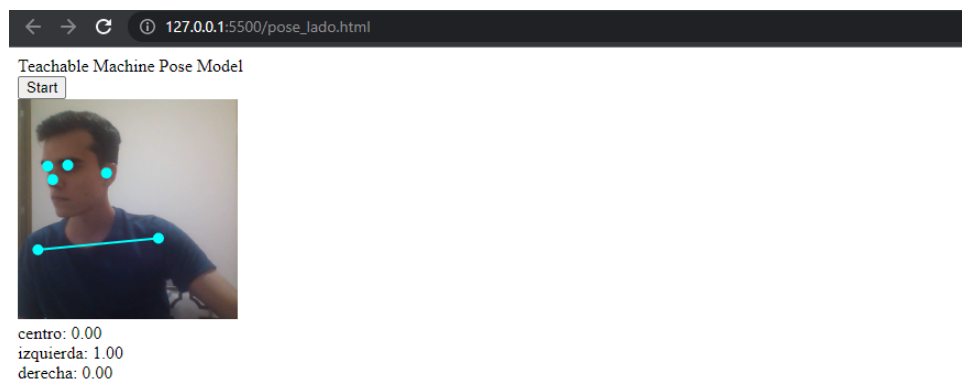 127.0.0.1:5500/pose_lado.html
Teachable Machine Pose Model
Start
centro: 0.00
izquierda: 1.00
derecha: 0.00